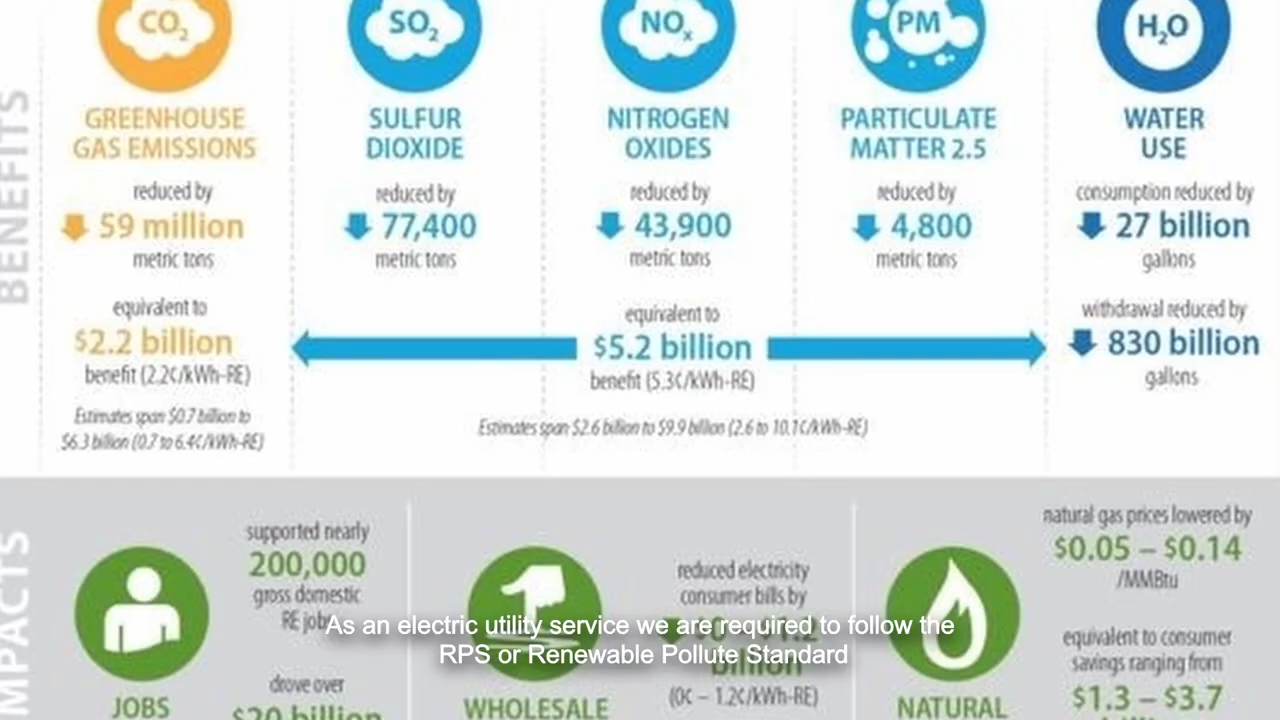 BENEFITS
CO2
GREENHOUSE
GAS EMISSIONS
reduced by
59 million
metric tons
equivalent to
$2.2 billion
benefit (2.2¢/kWh-RE)
Estimates span $0.7 billion to
$6.3 billion (0.7 to 6.4¢/kWh-RE)
SO2
SULFUR
DIOXIDE
reduced by
77,400
metric tons
NOx
NITROGEN
OXIDES
reduced by
43,900
metric tons
equivalent to
$5.2 billion
benefit (5.3¢/kWh-RE)
Estimates span $2.6 billion to $9.9 billion (2.6 to 10.1¢/kWh-RE)
PM
PARTICULATE
MATTER 2.5
reduced by
4,800
metric tons
H2O
WATER
USE
consumption reduced by
27 billion
gallons
withdrawal reduced by
830 billion
gallons
MPACTS
JOBS
supported nearly
200,000
gross domestic
RE jobs
drove over
$20 billion
WHOLESALE
reduced electricity
consumer bills by
billion
(0¢ – 1.2¢/kWh-RE)
NATURAL
natural gas prices lowered by
$0.05 – $0.14
/MMBtu
equivalent to consumer
savings ranging from
$1.3 – $3.7
As an electric utility service we are required to follow the
RPS or Renewable Pollute Standard